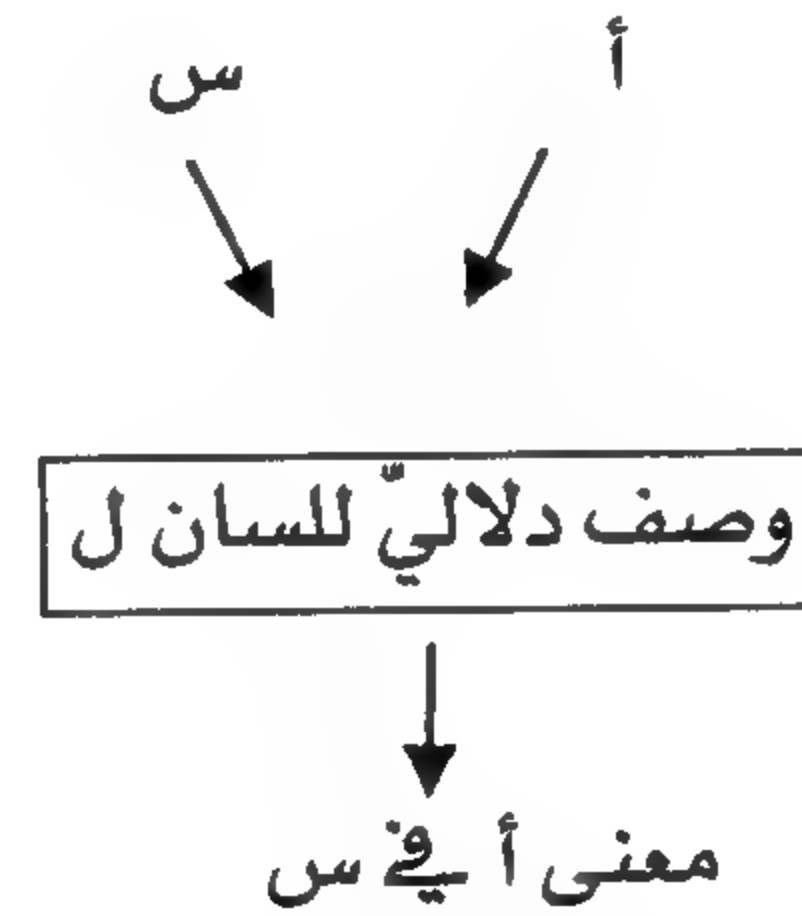 أ س
وصف دلاليّ للسان ل
معنى أ في س